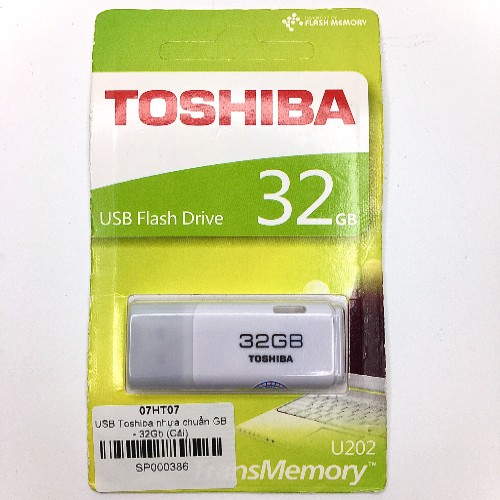 FLASH MEMORY
TOSHIBA
USB Flash Drive
32GB
32GB
TOSHIBA
07HT07
USB Toshiba nhựa chuẩn GB
- 32Gb (Cái)
SP000386
U202
TransMemory™